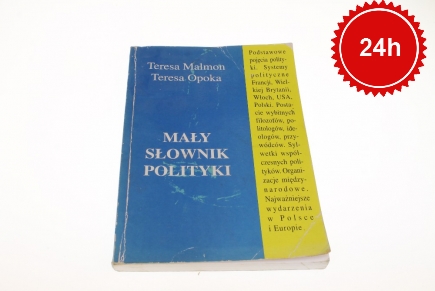 Teresa Malmon
Teresa Opoka
MAŁY
SŁOWNIK
POLITYKI
Podstawowe
pojęcia polity-
ki. Systemy
polityczne
Francji, Wiel-
kiej Brytanii,
Włoch, USA,
Polski. Posta-
cie wybitnych
filozofów, po-
litologów, ide-
ologów, przy-
wódców. Syl-
wetki współ-
czesnych poli-
tyków. Organi-
zacje między-
narodowe.
Najważniejsze
wydarzenia
w Polsce
i Europie.
24h